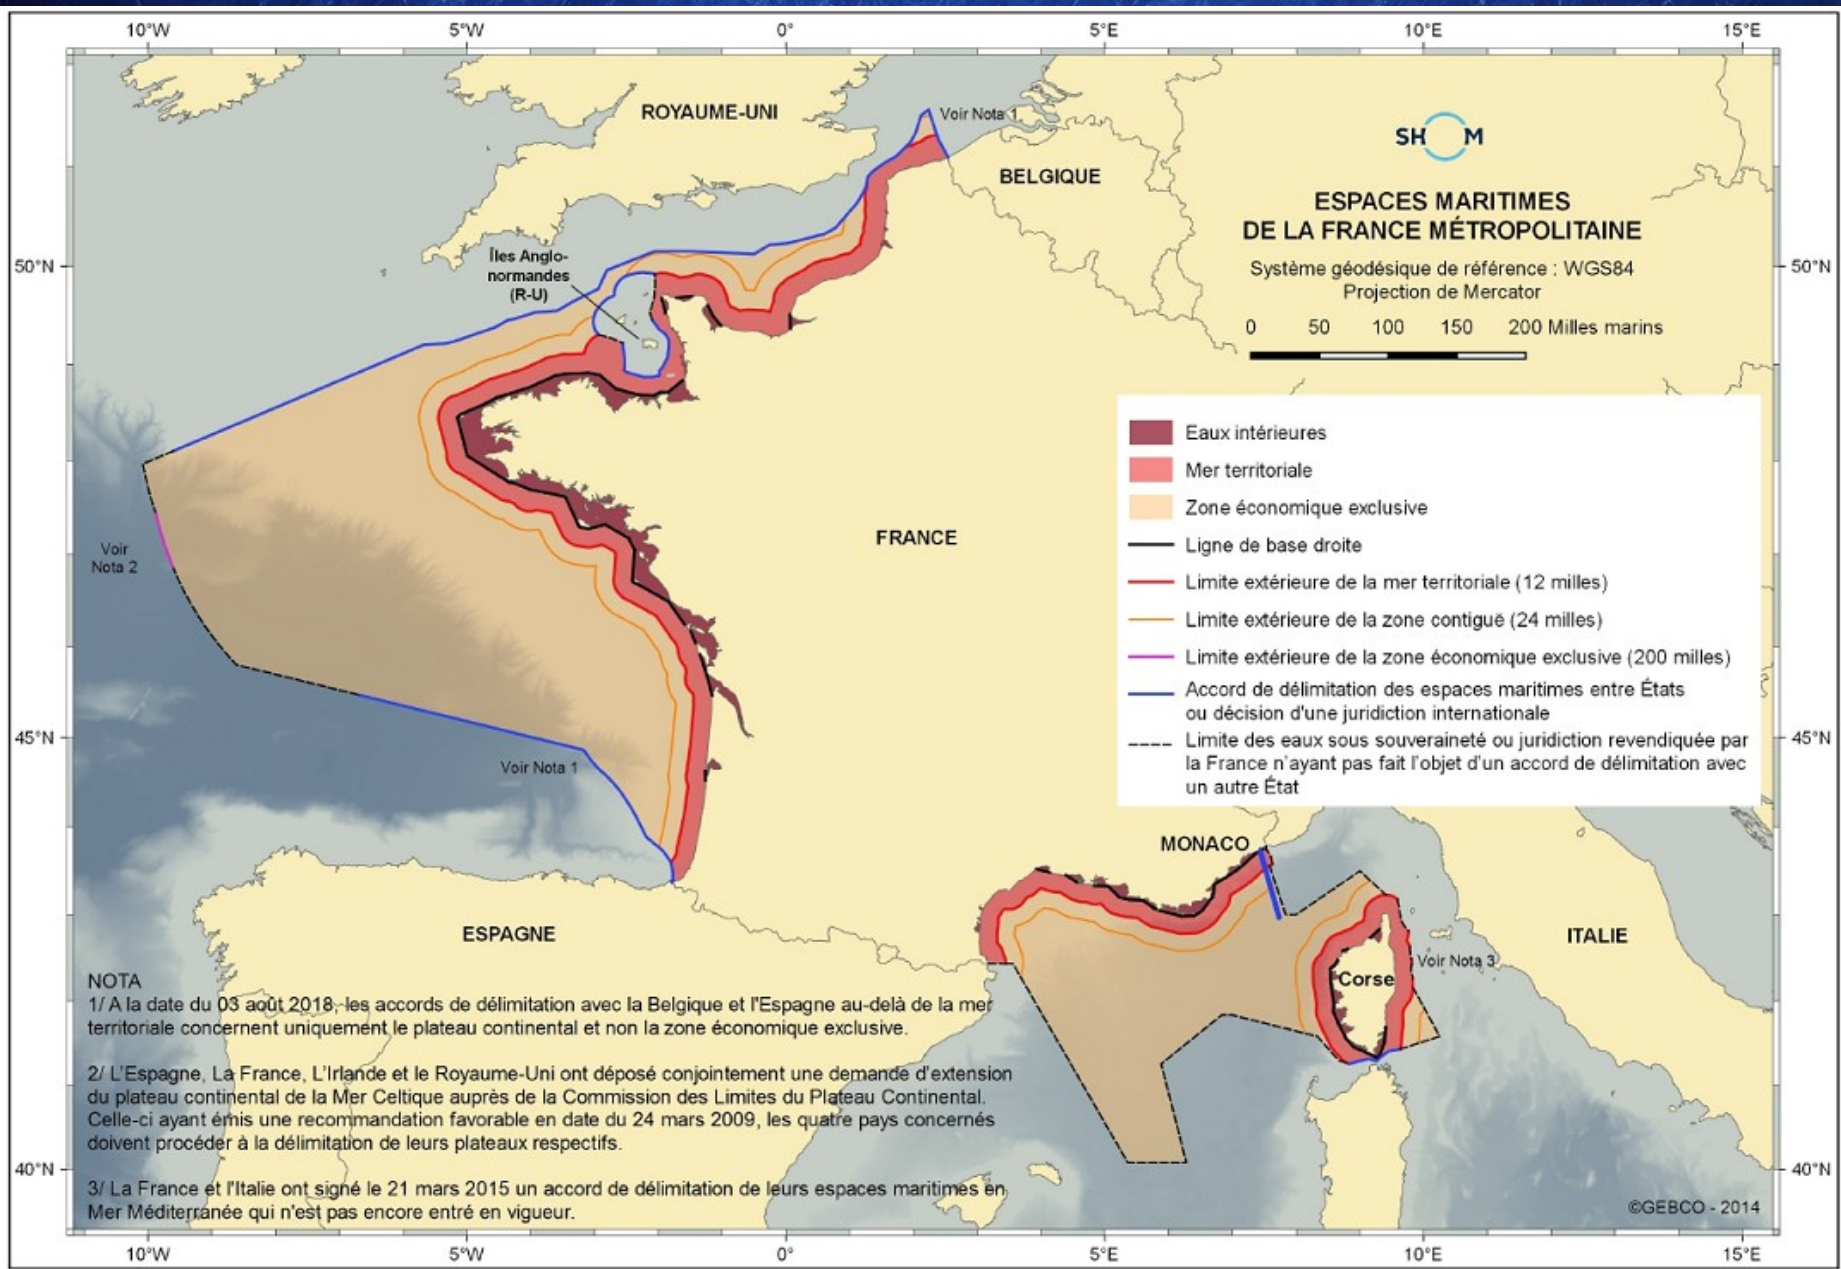 10°W 5°W 0° 5°E 10°E 15°E
ROYAUME-UNI
Voir Nota 1
BELGIQUE
SH M
ESPACES MARITIMES
DE LA FRANCE MÉTROPOLITAINE
Système géodésique de référence : WGS84
Projection de Mercator
0 50 100 150 200 Milles marins
50°N
50°N
Îles Anglo-
normandes
(R-U)
Eaux intérieures
Mer territoriale
Zone économique exclusive
Ligne de base droite
Limite extérieure de la mer territoriale (12 milles)
Limite extérieure de la zone contiguë (24 milles)
Limite extérieure de la zone économique exclusive (200 milles)
Accord de délimitation des espaces maritimes entre États
ou décision d'une juridiction internationale
Limite des eaux sous souveraineté ou juridiction revendiquée par
la France n'ayant pas fait l'objet d'un accord de délimitation avec
un autre État
FRANCE
Voir
Nota 2
45°N
45°N
Voir Nota 1
MONACO
ESPAGNE
ITALIE
Voir Nota 3
Corse
NOTA
1/ A la date du 03 août 2018, les accords de délimitation avec la Belgique et l'Espagne au-delà de la mer
territoriale concernent uniquement le plateau continental et non la zone économique exclusive.
2/ L'Espagne, La France, L'Irlande et le Royaume-Uni ont déposé conjointement une demande d'extension
du plateau continental de la Mer Celtique auprès de la Commission des Limites du Plateau Continental.
Celle-ci ayant émis une recommandation favorable en date du 24 mars 2009, les quatre pays concernés
doivent procéder à la délimitation de leurs plateaux respectifs.
40°N
40°N
3/ La France et l'Italie ont signé le 21 mars 2015 un accord de délimitation de leurs espaces maritimes en
Mer Méditerranée qui n'est pas encore entré en vigueur.
©GEBCO - 2014
10°W 5°W 0° 5°E 10°E 15°E